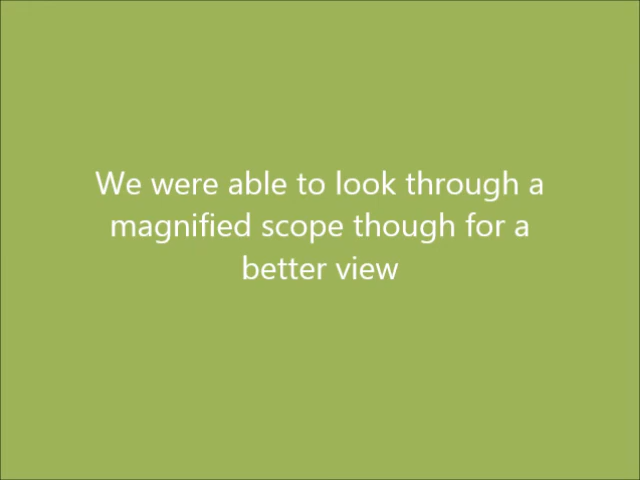 We were able to look through a
magnified scope though for a
better view